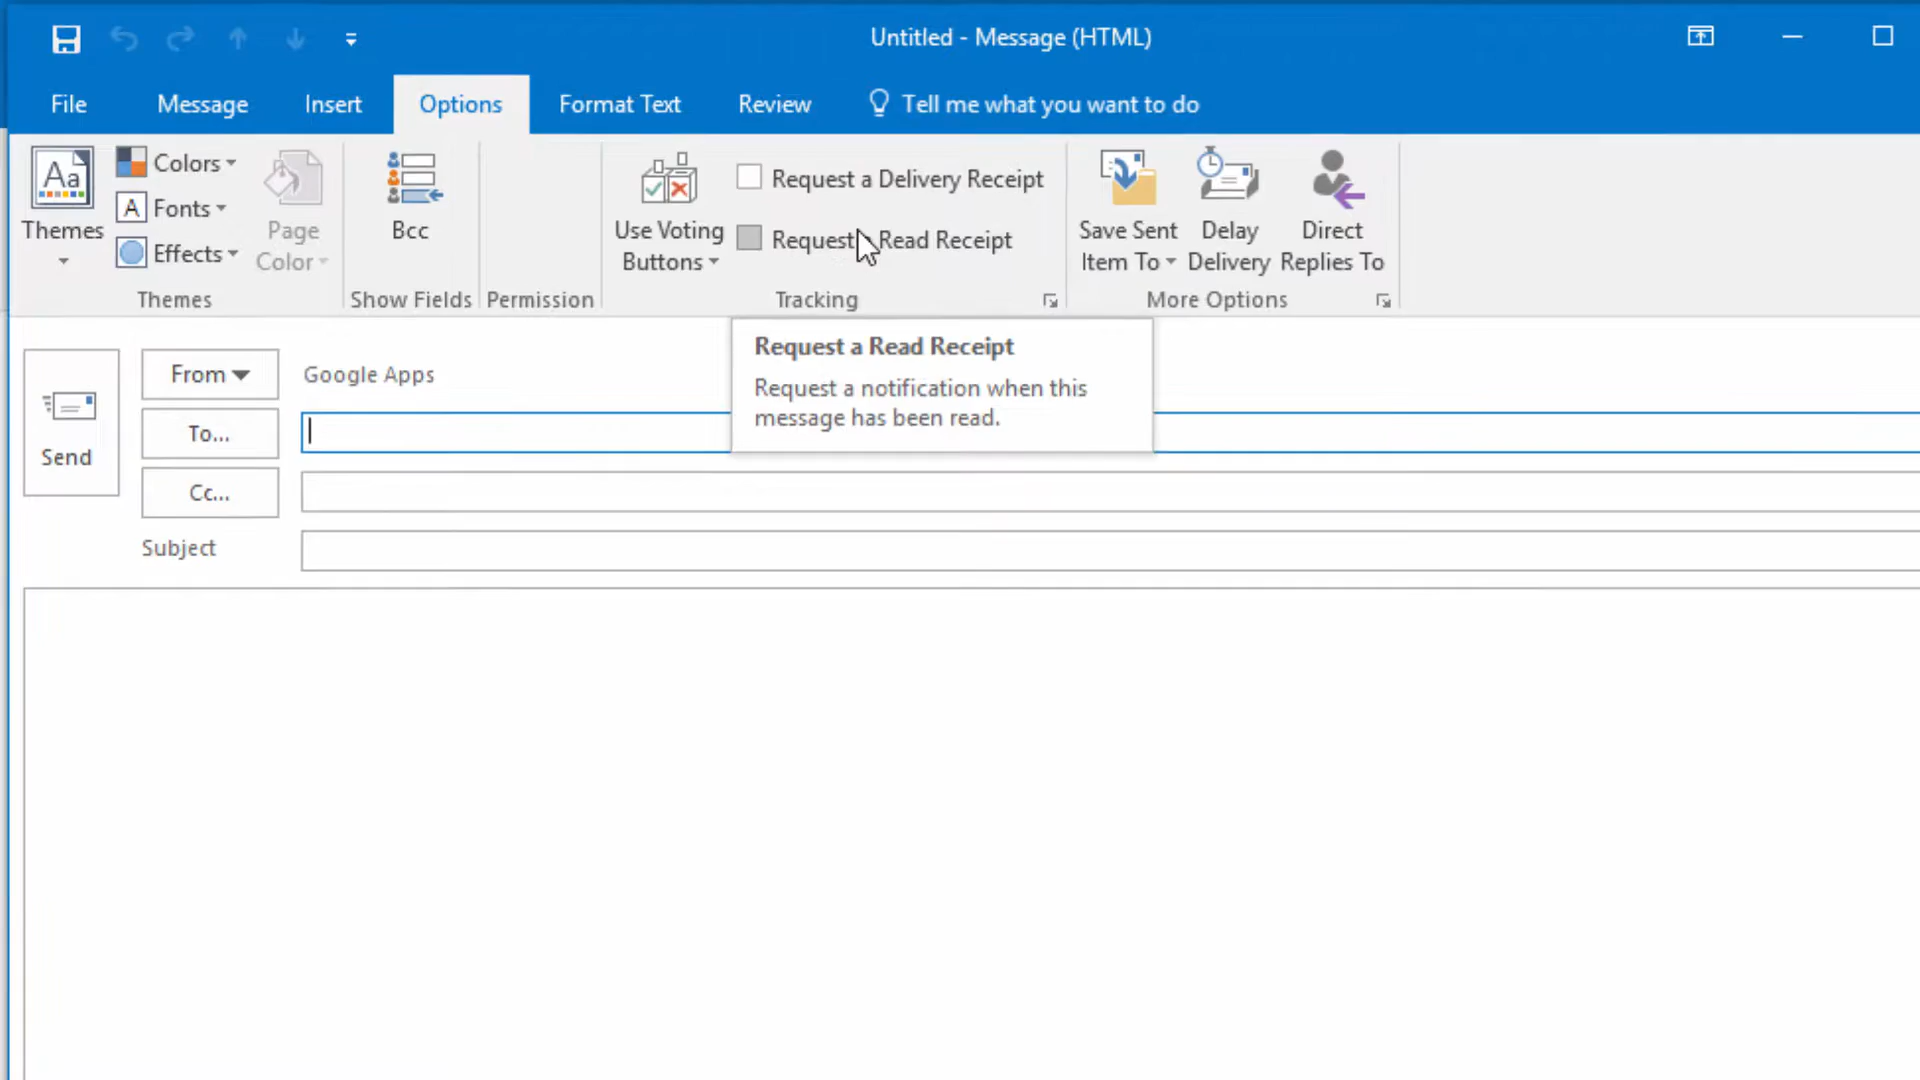 Untitled - Message (HTML)
File Message Insert Options Format Text Review Tell me what you want to do
Aa
Themes
Colors
A Fonts
Effects
Page
Color
Themes
Bcc
Show Fields
Permission
Use Voting
Buttons
Request a Delivery Receipt
Request Read Receipt
Tracking
Save Sent
Item To
Delay
Delivery
Direct
Replies To
More Options
Request a Read Receipt
Request a notification when this
message has been read.
Send
From Google Apps
To...
Cc...
Subject